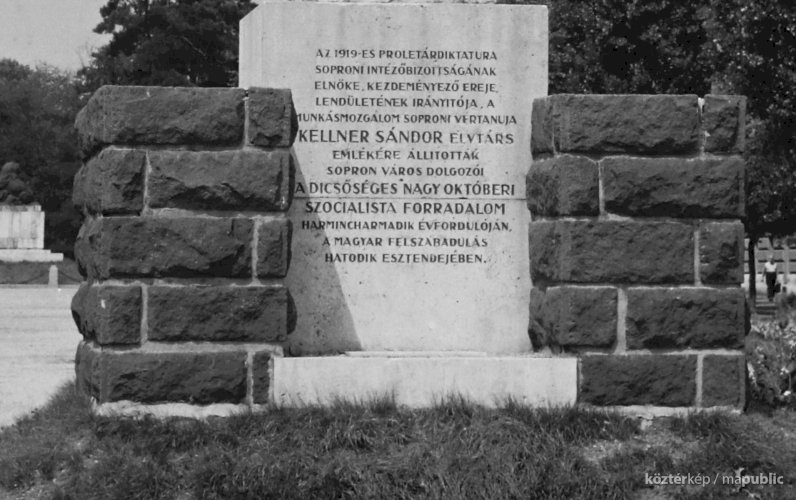 AZ 1919-ES PROLETÁRDIKTATURA
SOPRONI INTÉZŐBIZOTTSÁGÁNAK
ELNÖKE, KEZDEMÉNYEZŐ EREJE,
LENDÜLETÉNEK IRÁNYITÓJA, A
MUNKÁSMOZGALOM SOPRONI VÉRTANUJA
KELLNER SÁNDOR ELVTÁRS
EMLÉKÉRE ÁLLITOTTÁK
SOPRON VÁROS DOLGOZÓI
A DICSŐSÉGES NAGY OKTÓBERI
SZOCIALISTA FORRADALOM
HARMINCHARMADIK ÉVFORDULÓJÁN,
A MAGYAR FELSZABADULÁS
HATODIK ESZTENDEJÉBEN.
köztérkép / mapublic